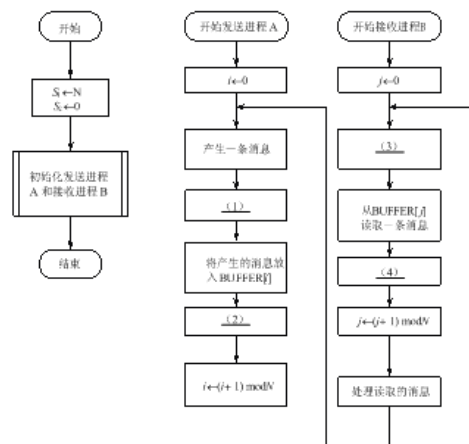 开始
S₁←N
S₂←0
初始化发送进程
A 和接收进程 B
结束
开始发送进程 A
i←0
产生一条消息
(1)
将产生的消息放
入 BUFFER[i]
(2)
i←(i+1) modN
开始接收进程B
j←0
(3)
从BUFFER[j]
读取一条消息
(4)
j←(j+1) modN
处理读取的消息